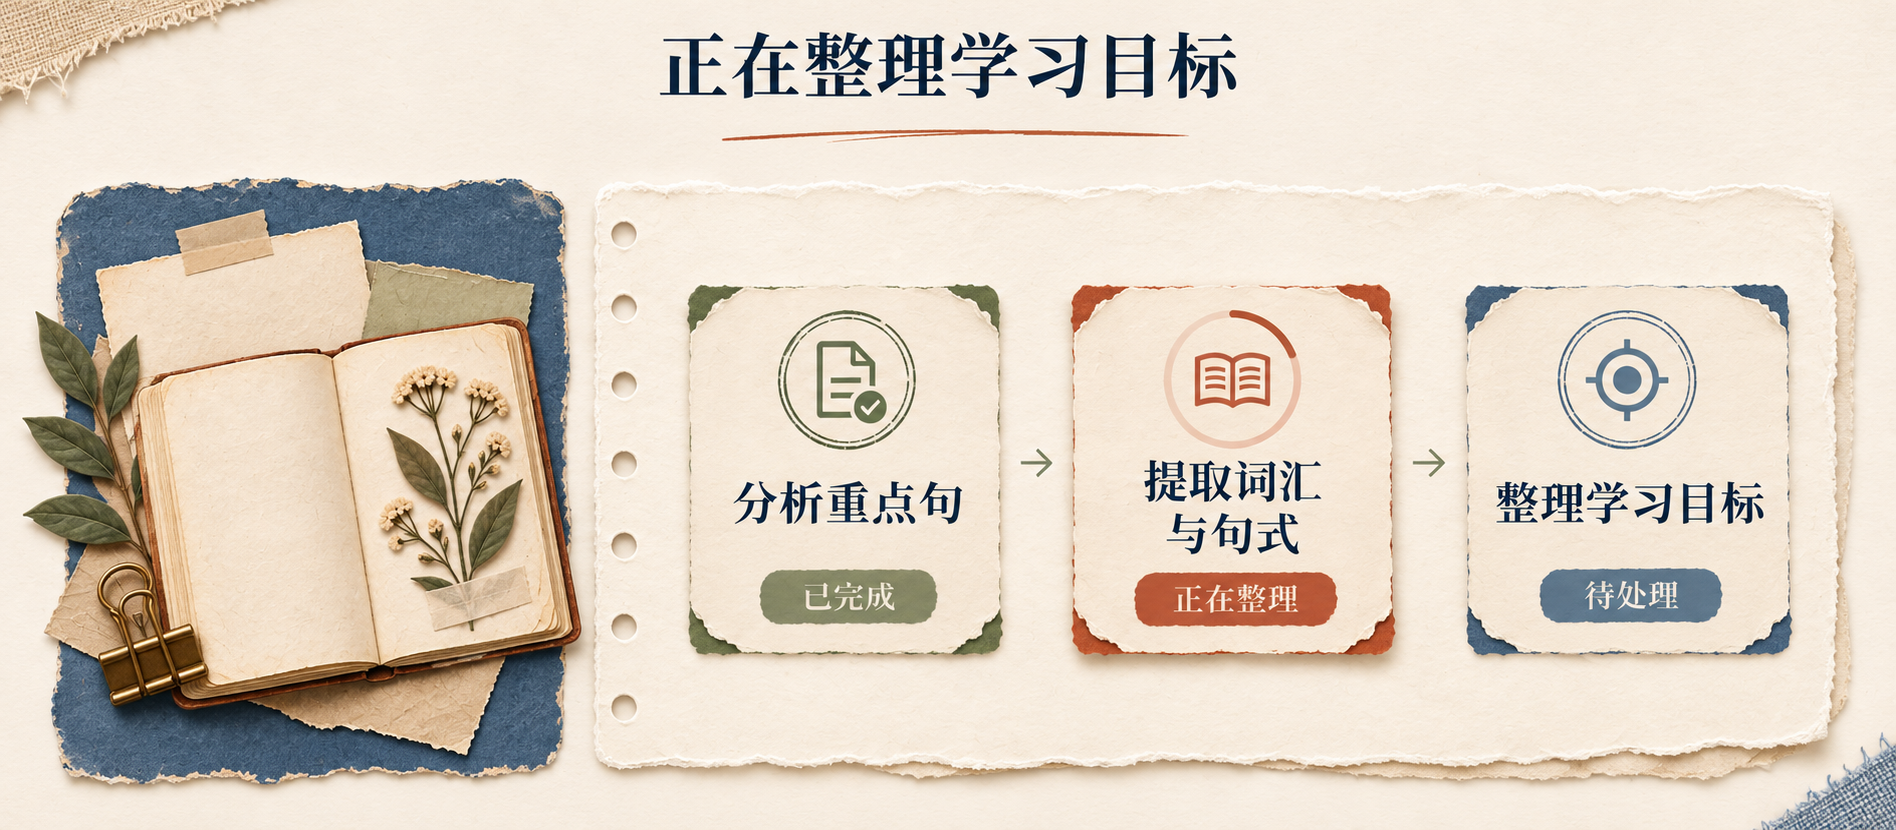 正在整理学习目标
分析重点句
已完成
提取词汇
与句式
正在整理
整理学习目标
待处理